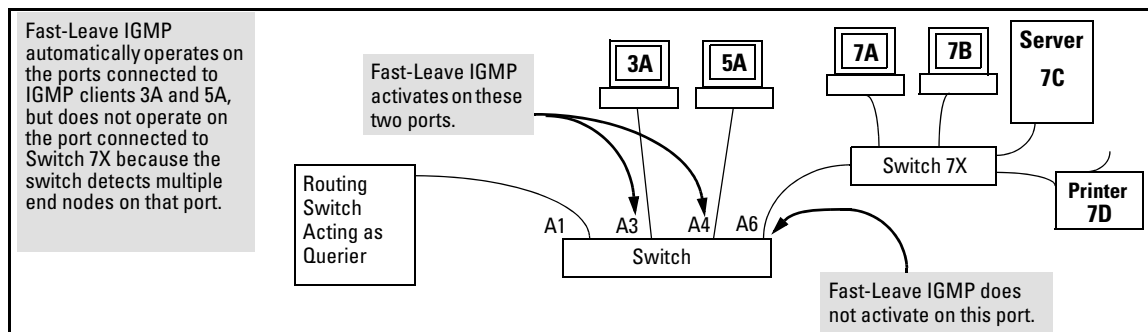 Fast-Leave IGMP
automatically operates on
the ports connected to
IGMP clients 3A and 5A,
but does not operate on
the port connected to
Switch 7X because the
switch detects multiple
end nodes on that port.
Fast-Leave IGMP
activates on these
two ports.
3A
5A
7A
7B
Server
7C
Switch 7X
Printer
7D
Routing
Switch
Acting as
Querier
A1
A3
A4
A6
Switch
Fast-Leave IGMP does
not activate on this port.